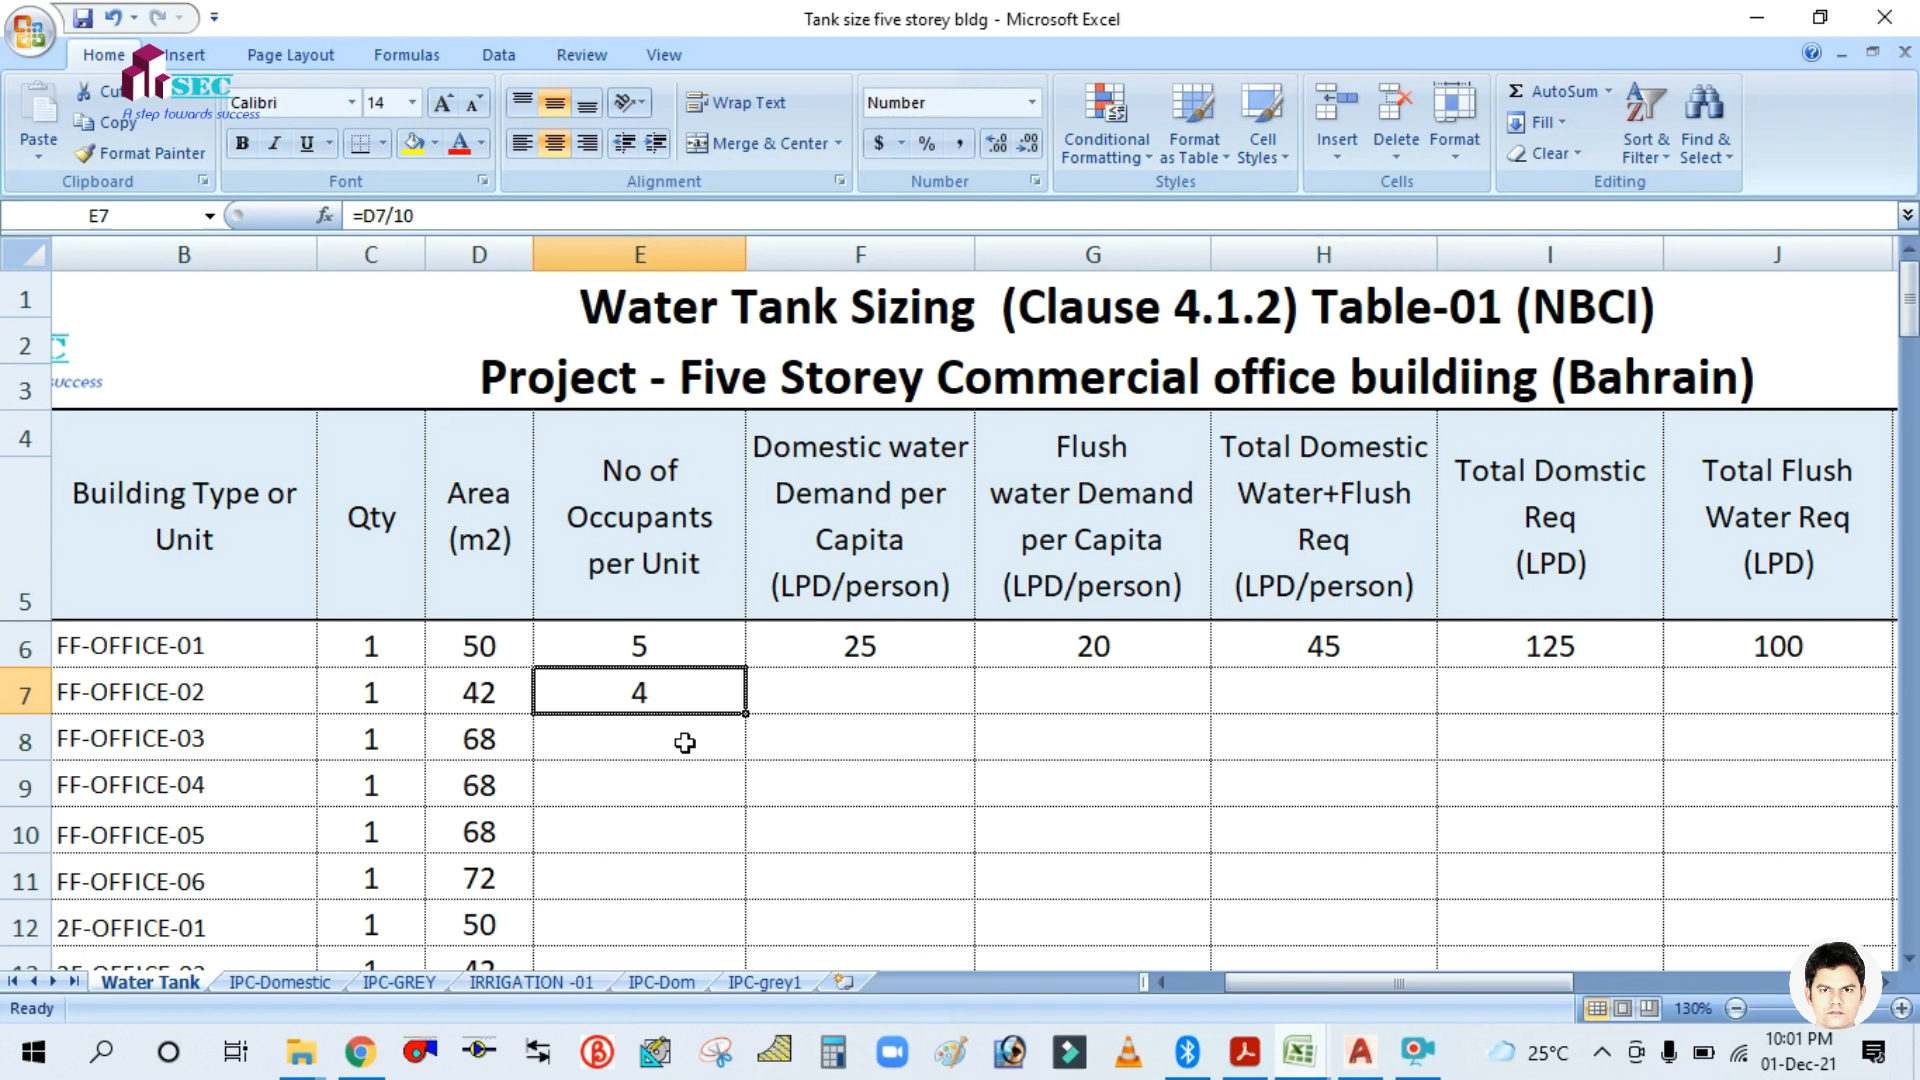 Tank size five storey bldg - Microsoft Excel
Home Insert Page Layout Formulas Data Review View
SEC
A step towards success
Paste
Cut
Copy
Format Painter
Clipboard
Calibri 14
B I U
Font
Wrap Text
Merge & Center
Alignment
Number
$ % ,
Number
Conditional Formatting
Format as Table
Cell Styles
Styles
Insert Delete Format
Cells
Σ AutoSum
Fill
Clear
Sort & Filter
Find & Select
Editing
E7 fx =D7/10
B C D E F G H I J
1 Water Tank Sizing (Clause 4.1.2) Table-01 (NBCI)
2
C
success
3 Project - Five Storey Commercial office buildiing (Bahrain)
4
5
Building Type or Unit
Qty
Area (m2)
No of Occupants per Unit
Domestic water Demand per Capita (LPD/person)
Flush water Demand per Capita (LPD/person)
Total Domestic Water+Flush Req (LPD/person)
Total Domstic Req (LPD)
Total Flush Water Req (LPD)
6 FF-OFFICE-01 1 50 5 25 20 45 125 100
7 FF-OFFICE-02 1 42 4
8 FF-OFFICE-03 1 68
9 FF-OFFICE-04 1 68
10 FF-OFFICE-05 1 68
11 FF-OFFICE-06 1 72
12 2F-OFFICE-01 1 50
13 2F-OFFICE-02 1 42
Water Tank IPC-Domestic IPC-GREY IRRIGATION -01 IPC-Dom IPC-grey1
Ready
130%
25°C
10:01 PM
01-Dec-21